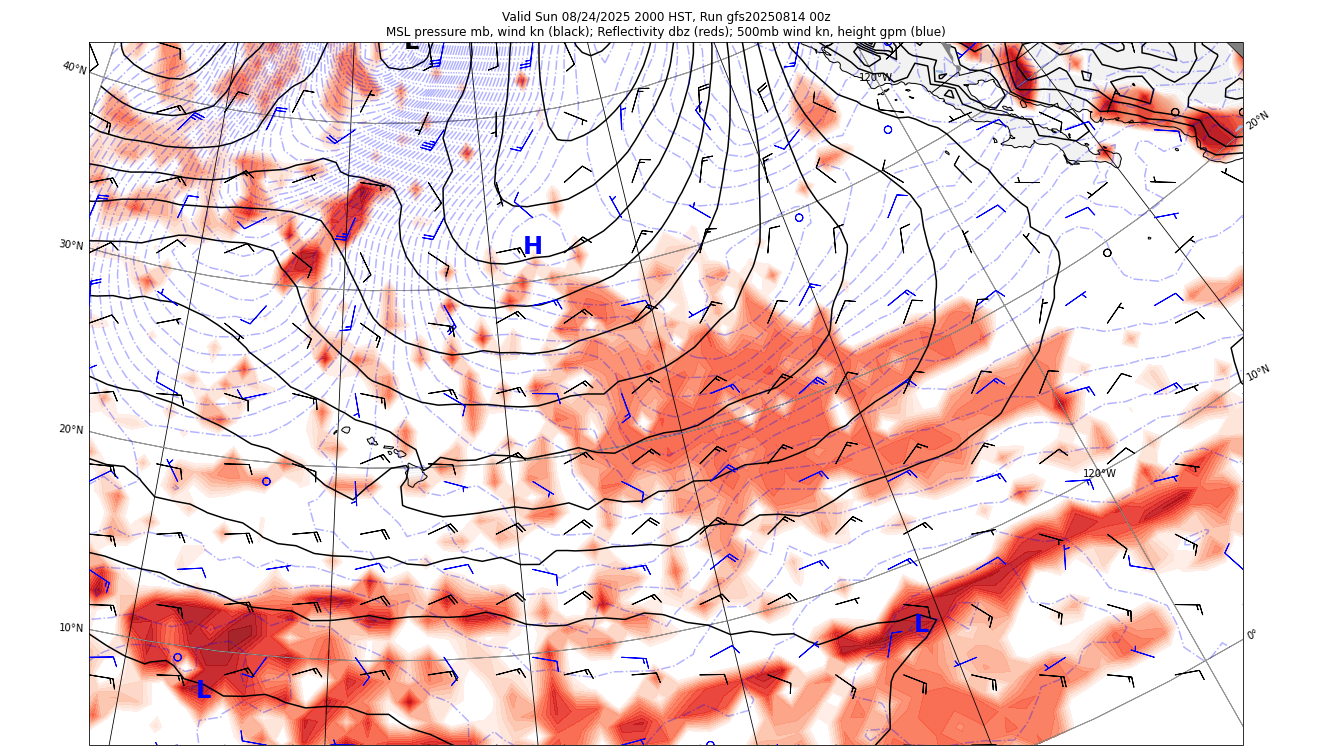 Valid Sun 08/24/2025 2000 HST, Run gfs20250814 00z
MSL pressure mb, wind kn (black); Reflectivity dbz (reds); 500mb wind kn, height gpm (blue)
L
40°N
120°W
20°N
30°N
H
10°N
20°N
120°W
10°N
L
0°
L